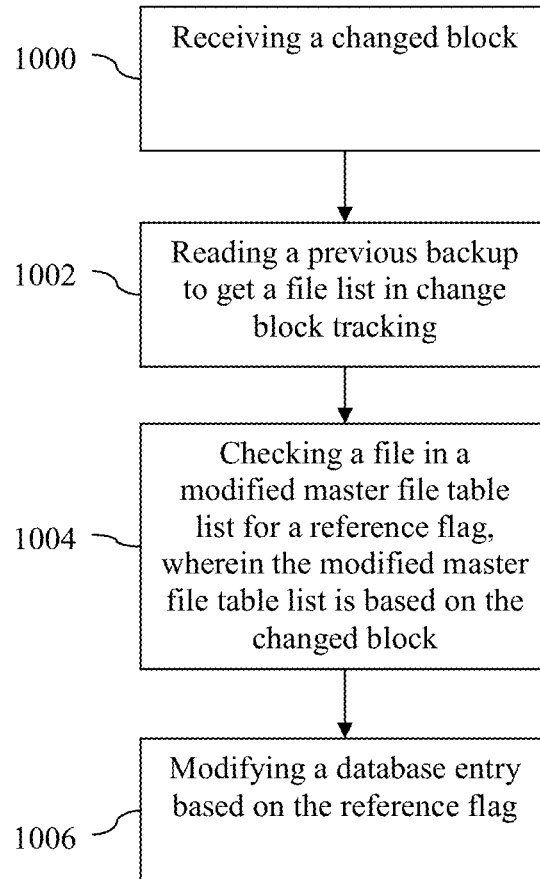 1000
Receiving a changed block
1002
Reading a previous backup
to get a file list in change
block tracking
1004
Checking a file in a
modified master file table
list for a reference flag,
wherein the modified master
file table list is based on the
changed block
1006
Modifying a database entry
based on the reference flag